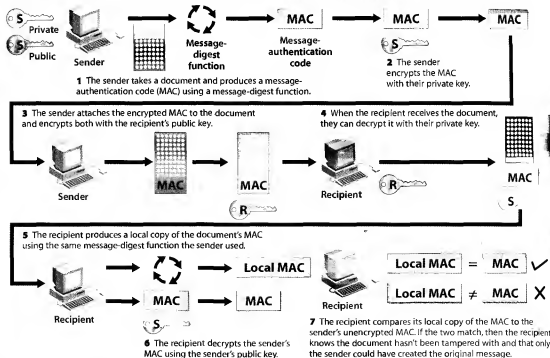 S
Private
S
Public
Sender
Message-
digest
function
MAC
Message-
authentication
code
MAC
S
MAC
1 The sender takes a document and produces a message-
authentication code (MAC) using a message-digest function.
2 The sender
encrypts the MAC
with their private key.
3 The sender attaches the encrypted MAC to the document
and encrypts both with the recipient's public key.
4 When the recipient receives the document,
they can decrypt it with their private key.
Sender
MAC
MAC
R
Recipient
R
MAC
S
5 The recipient produces a local copy of the document's MAC
using the same message-digest function the sender used.
Recipient
Local MAC
MAC
MAC
S
6 The recipient decrypts the sender's
MAC using the sender's public key.
Recipient
Local MAC = MAC ✓
Local MAC ≠ MAC X
7 The recipient compares its local copy of the MAC to the
sender's unencrypted MAC. If the two match, then the recipient
knows the document hasn't been tampered with and that only
the sender could have created the original message.